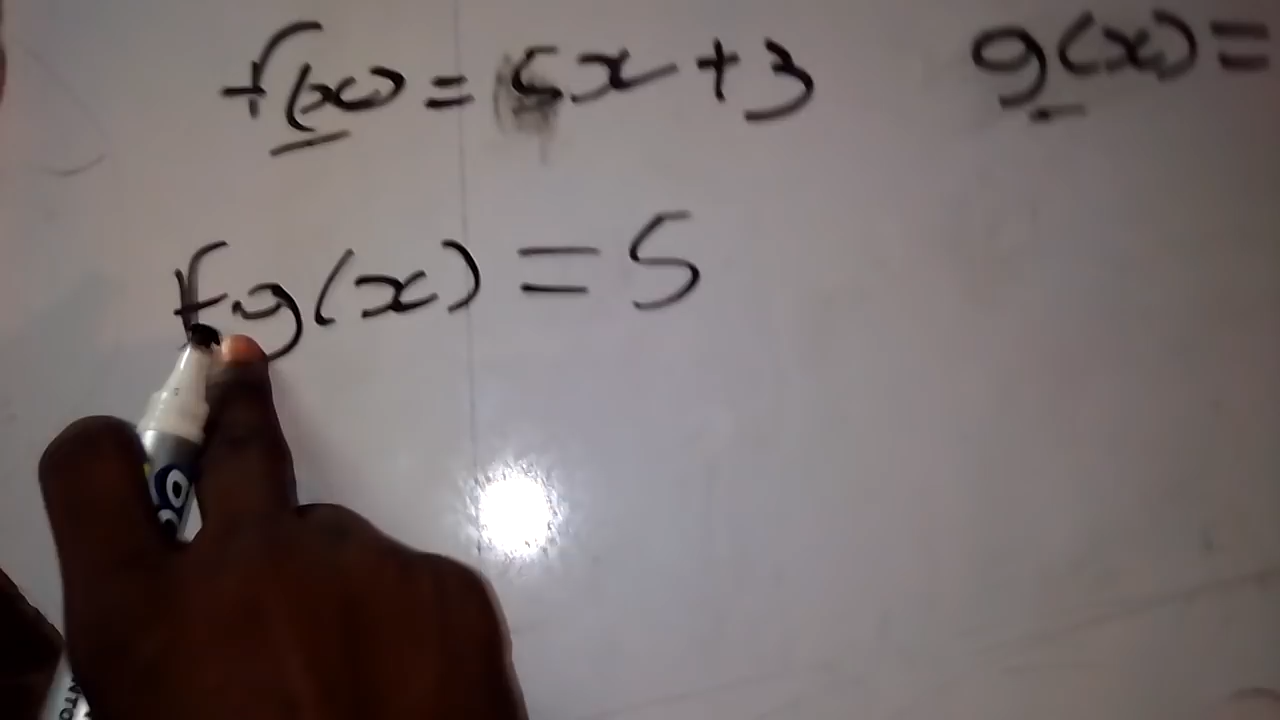 f(x) = 5x + 3 g(x) =
fg(x) = 5